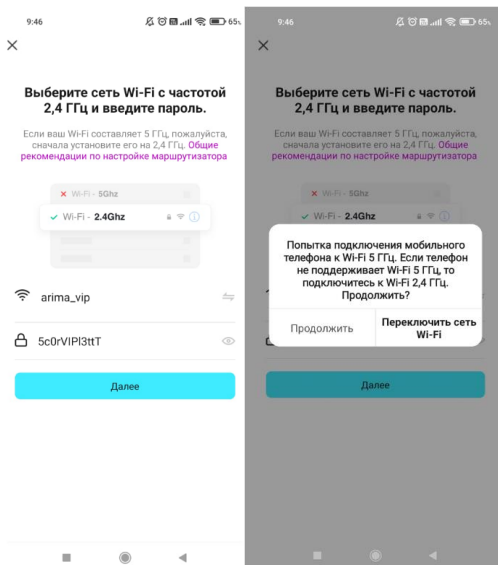 9:46
65%
Выберите сеть Wi-Fi с частотой
2,4 ГГц и введите пароль.
Если ваш Wi-Fi составляет 5 ГГц, пожалуйста,
сначала установите его на 2,4 ГГц. Общие
рекомендации по настройке маршрутизатора
Wi-Fi - 5Ghz
Wi-Fi - 2.4Ghz
arima_vip
5c0rVIPl3ttT
Далее
9:46
65%
Выберите сеть Wi-Fi с частотой
2,4 ГГц и введите пароль.
Если ваш Wi-Fi составляет 5 ГГц, пожалуйста,
сначала установите его на 2,4 ГГц. Общие
рекомендации по настройке маршрутизатора
Wi-Fi - 5Ghz
Wi-Fi - 2.4Ghz
Попытка подключения мобильного
телефона к Wi-Fi 5 ГГц. Если телефон
не поддерживает Wi-Fi 5 ГГц, то
подключитесь к Wi-Fi 2,4 ГГц.
Продолжить?
Продолжить
Переключить сеть
Wi-Fi
Далее